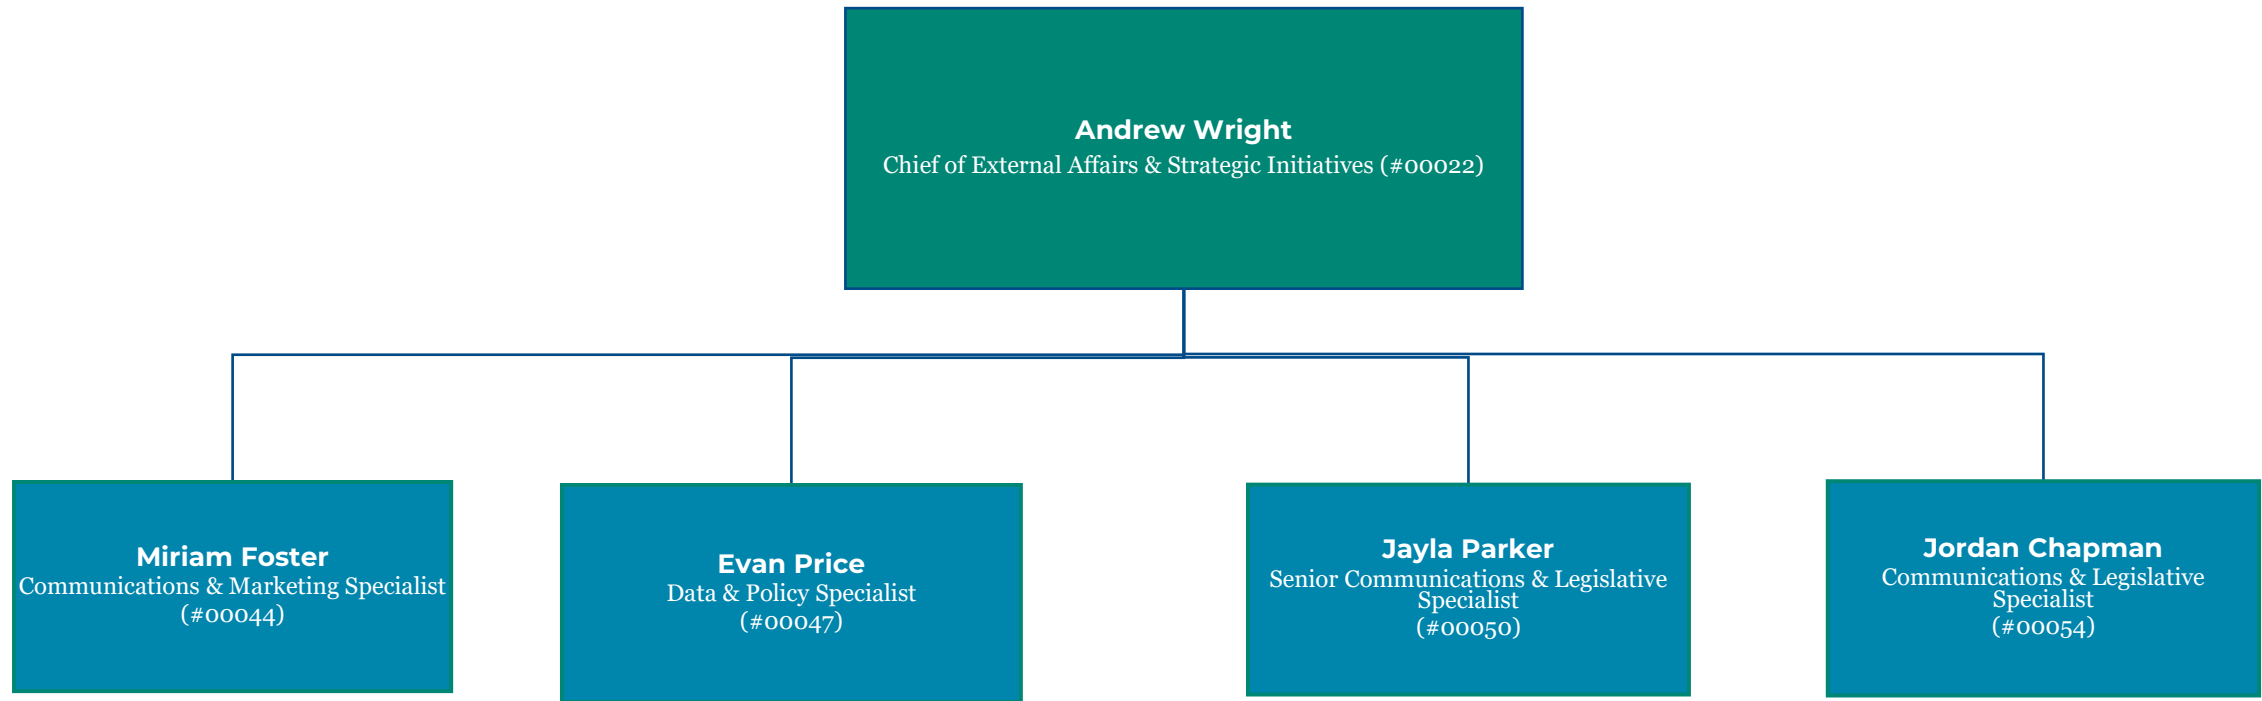 Andrew Wright
Chief of External Affairs & Strategic Initiatives (#00022)
Miriam Foster
Communications & Marketing Specialist
(#00044)
Evan Price
Data & Policy Specialist
(#00047)
Jayla Parker
Senior Communications & Legislative
Specialist
(#00050)
Jordan Chapman
Communications & Legislative
Specialist
(#00054)